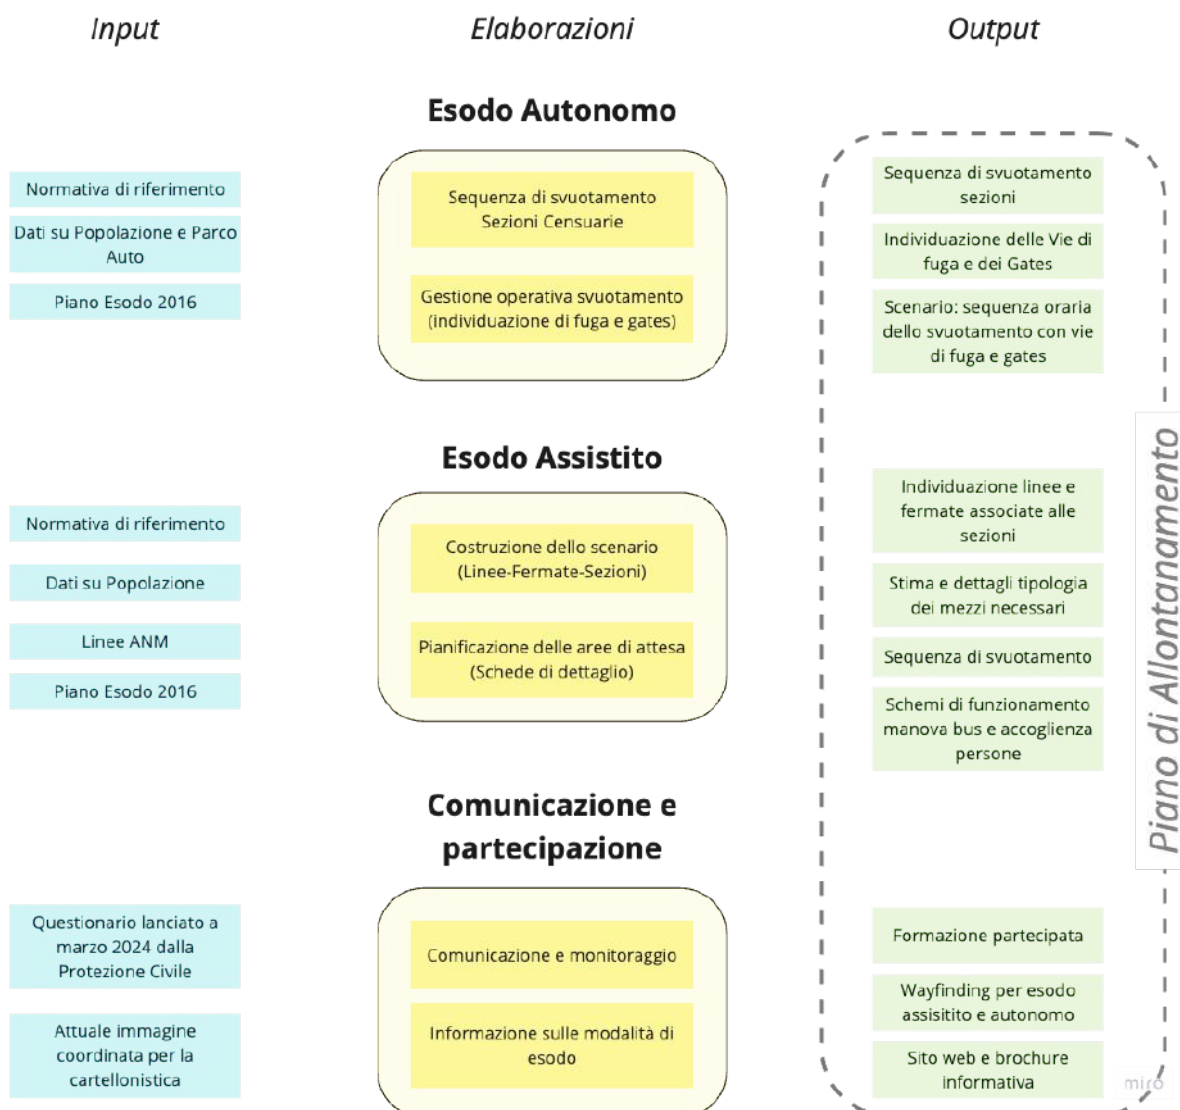 Input
Elaborazioni
Output
Esodo Autonomo
Normativa di riferimento
Dati su Popolazione e Parco
Auto
Piano Esodo 2016
Sequenza di svuotamento
Sezioni Censuarie
Gestione operativa svuotamento
(individuazione di fuga e gates)
Sequenza di svuotamento
sezioni
Individuazione delle Vie di
fuga e dei Gates
Scenario: sequenza oraria
dello svuotamento con vie
di fuga e gates
Esodo Assistito
Normativa di riferimento
Dati su Popolazione
Linee ANM
Piano Esodo 2016
Costruzione dello scenario
(Linee-Fermate-Sezioni)
Pianificazione delle aree di attesa
(Schede di dettaglio)
Individuazione linee e
fermate associate alle
sezioni
Stima e dettagli tipologia
dei mezzi necessari
Sequenza di svuotamento
Schemi di funzionamento
manova bus e accoglienza
persone
Comunicazione e
partecipazione
Questionario lanciato a
marzo 2024 dalla
Protezione Civile
Attuale immagine
coordinata per la
cartellonistica
Comunicazione e monitoraggio
Informazione sulle modalità di
esodo
Formazione partecipata
Wayfinding per esodo
assisitito e autonomo
Sito web e brochure
informativa
Piano di Allontanamento
miro